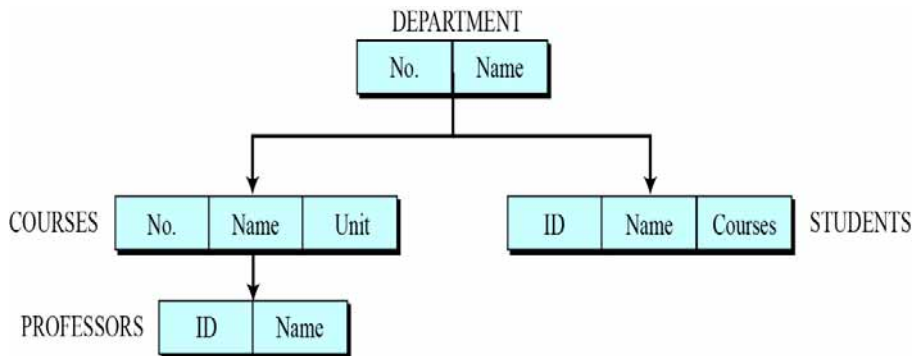 DEPARTMENT
No. Name
COURSES No. Name Unit
ID Name Courses STUDENTS
PROFESSORS ID Name